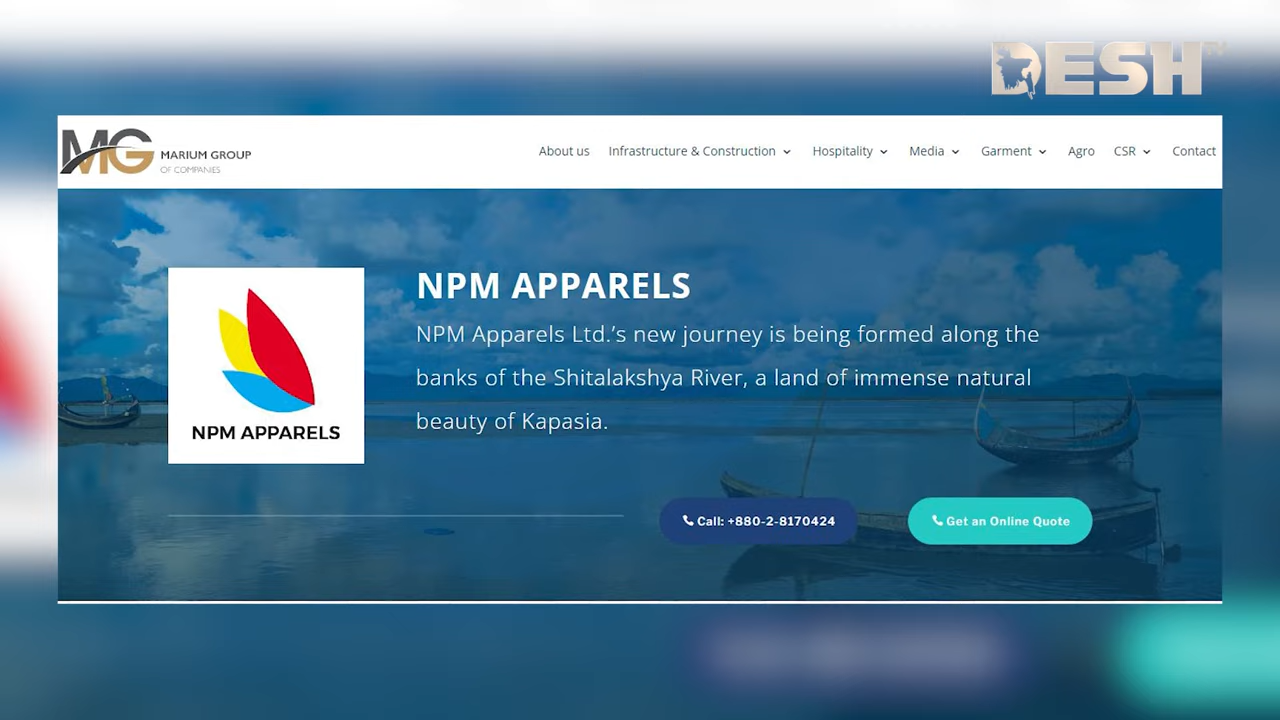 DESH TV
MG
MARIUM GROUP
OF COMPANIES
About us Infrastructure & Construction Hospitality Media Garment Agro CSR Contact
NPM APPARELS
NPM Apparels Ltd.'s new journey is being formed along the
banks of the Shitalakshya River, a land of immense natural
beauty of Kapasia.
NPM APPARELS
Call: +880-2-8170424
Get an Online Quote